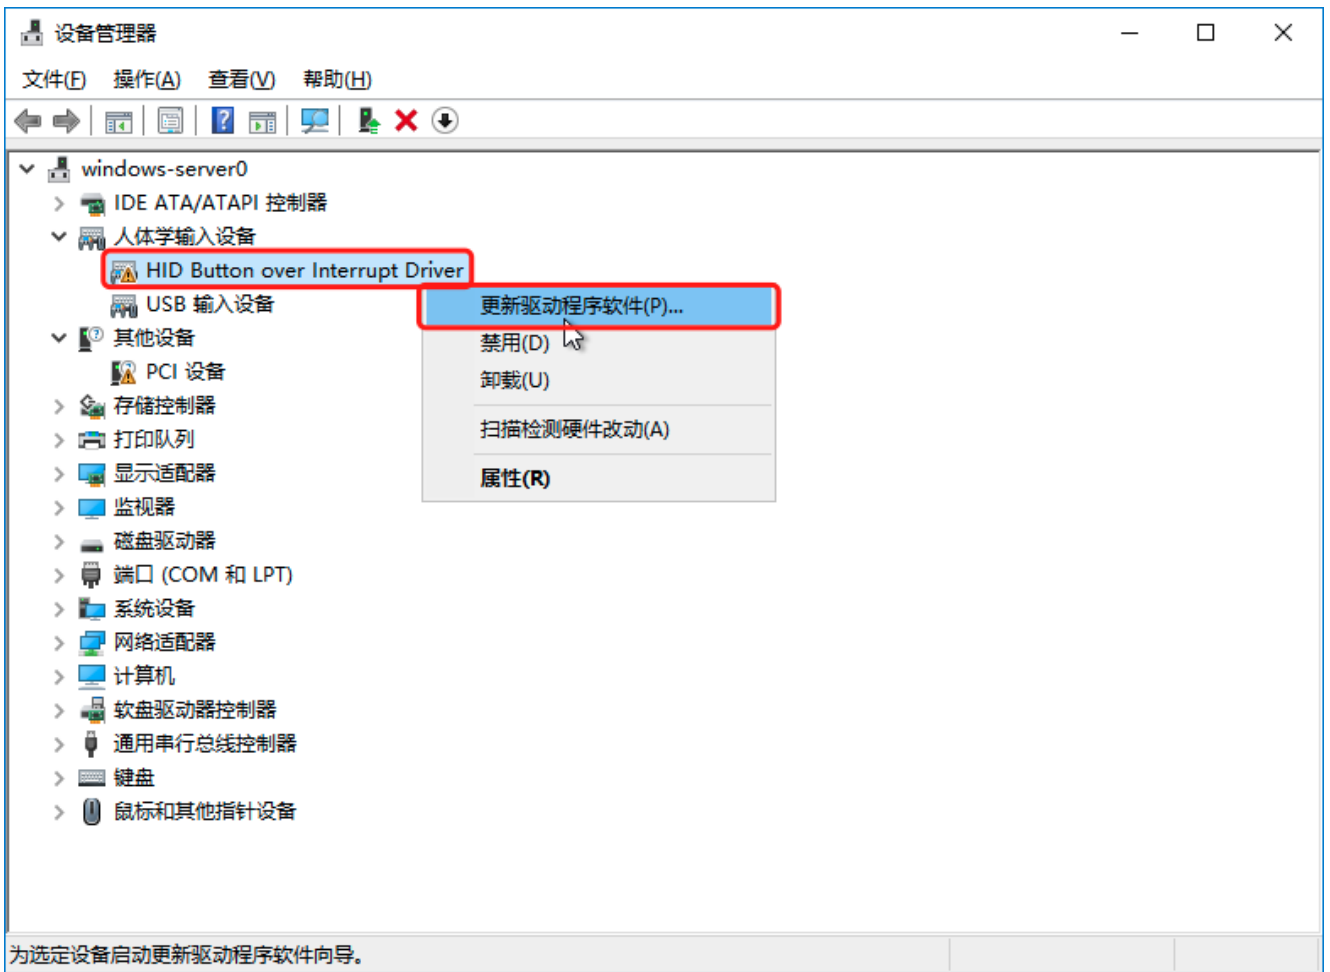 设备管理器
文件(F) 操作(A) 查看(V) 帮助(H)
windows-server0
IDE ATA/ATAPI 控制器
人体学输入设备
HID Button over Interrupt Driver
USB 输入设备
更新驱动程序软件(P)...
其他设备
禁用(D)
PCI 设备
卸载(U)
存储控制器
扫描检测硬件改动(A)
打印队列
显示适配器
属性(R)
监视器
磁盘驱动器
端口 (COM 和 LPT)
系统设备
网络适配器
计算机
软盘驱动器控制器
通用串行总线控制器
键盘
鼠标和其他指针设备
为选定设备启动更新驱动程序软件向导。